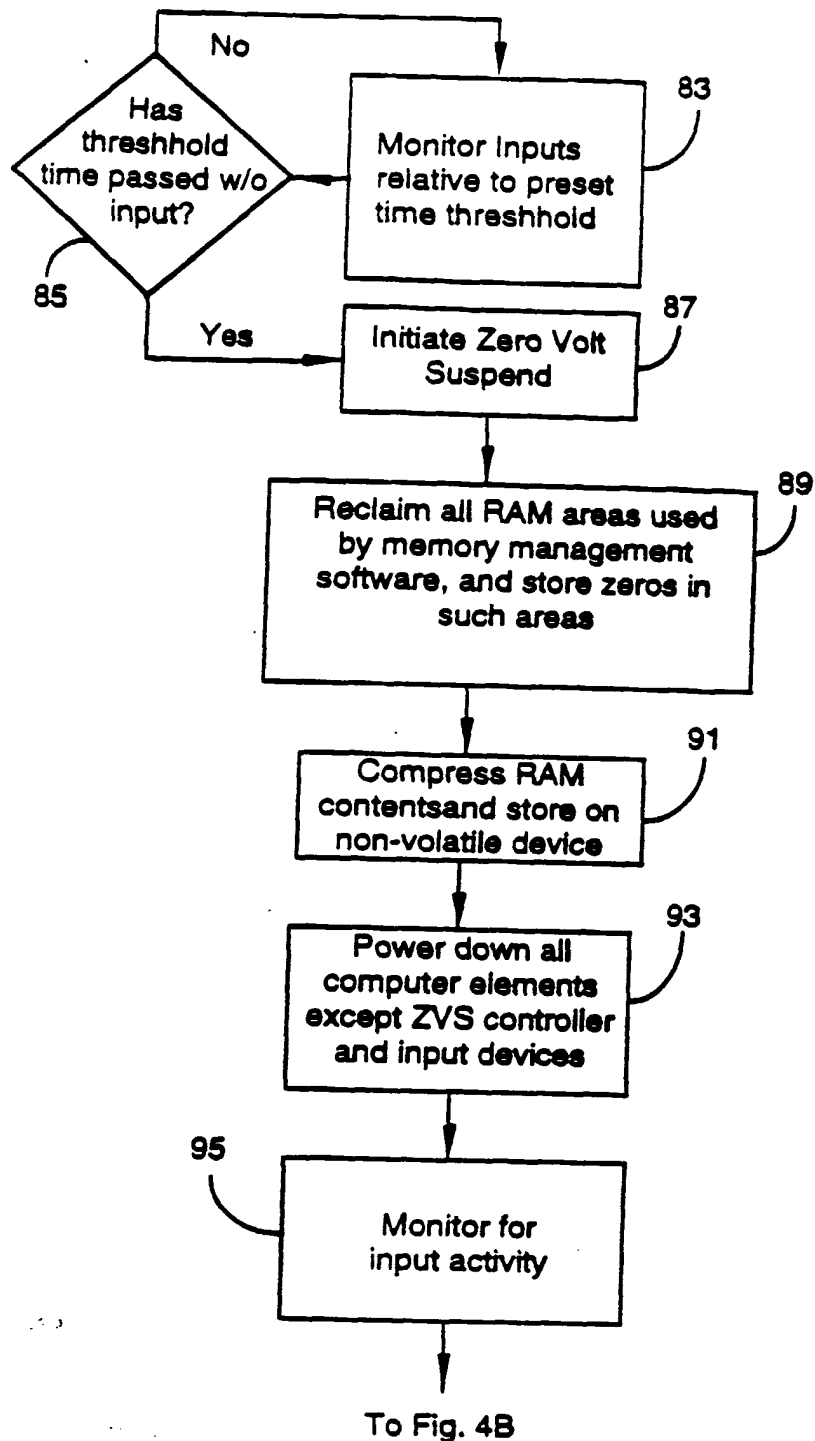 No
Has
threshhold
time passed w/o
input?
85
Monitor Inputs
relative to preset
time threshhold
83
Yes
Initiate Zero Volt
Suspend
87
Reclaim all RAM areas used
by memory management
software, and store zeros in
such areas
89
Compress RAM
contentsand store on
non-volatile device
91
Power down all
computer elements
except ZVS controller
and input devices
93
95
Monitor for
input activity
To Fig. 4B